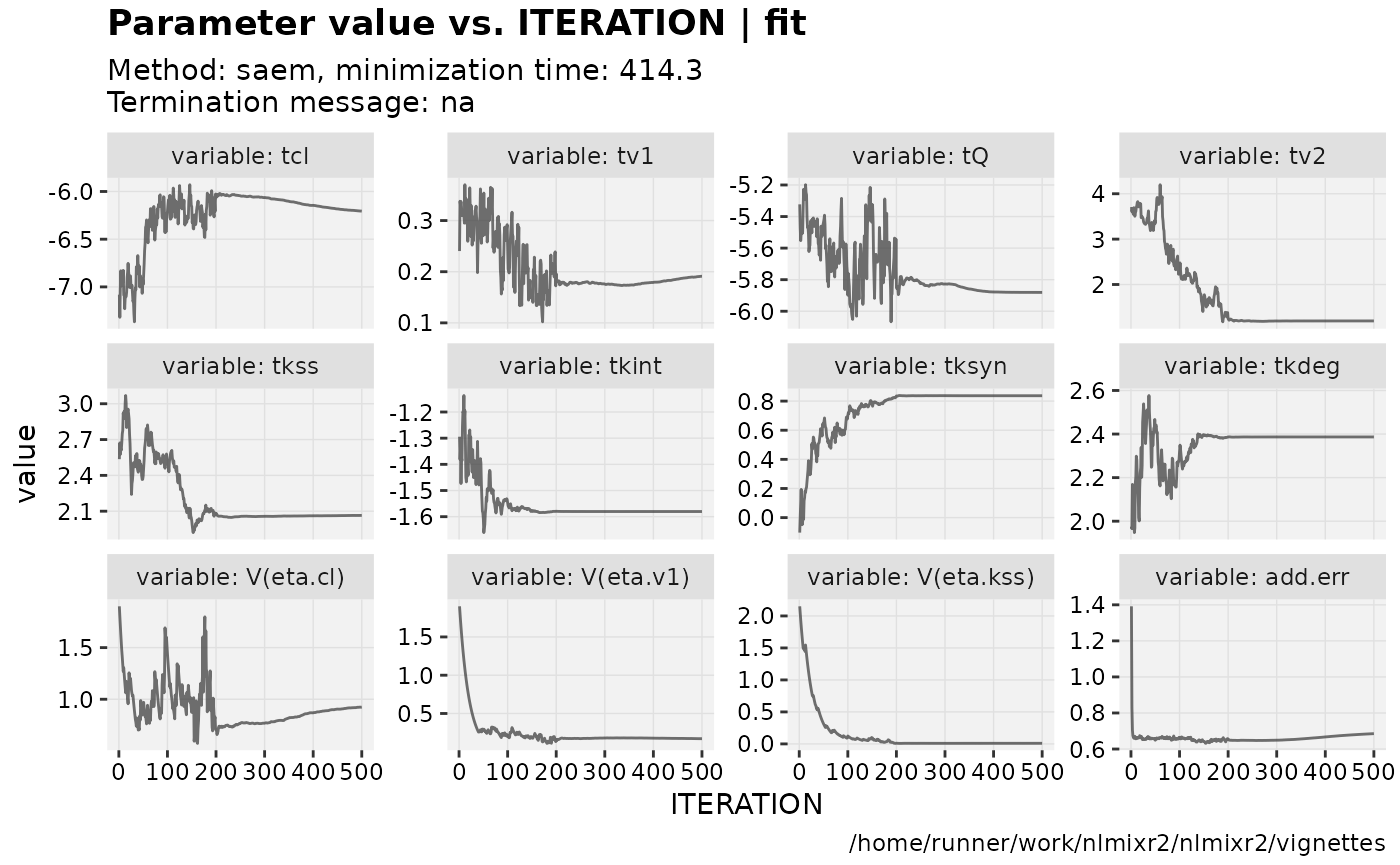 Parameter value vs. ITERATION | fit
Method: saem, minimization time: 414.3
Termination message: na
variable: tcl
variable: tv1
variable: tQ
variable: tv2
-6.0
-6.5
-7.0
0.3
0.2
0.1
-5.2
-5.4
-5.6
-5.8
-6.0
4
3
2
variable: tkss
variable: tkint
variable: tksyn
variable: tkdeg
3.0
2.7
2.4
2.1
-1.2
-1.3
-1.4
-1.5
-1.6
0.8
0.6
0.4
0.2
0.0
2.6
2.4
2.2
2.0
value
variable: V(eta.cl)
variable: V(eta.v1)
variable: V(eta.kss)
variable: add.err
1.5
1.0
1.5
1.0
0.5
2.0
1.5
1.0
0.5
0.0
1.4
1.2
1.0
0.8
0.6
0 100 200 300 400 500
0 100 200 300 400 500
0 100 200 300 400 500
0 100 200 300 400 500
ITERATION
/home/runner/work/nlmixr2/nlmixr2/vignettes